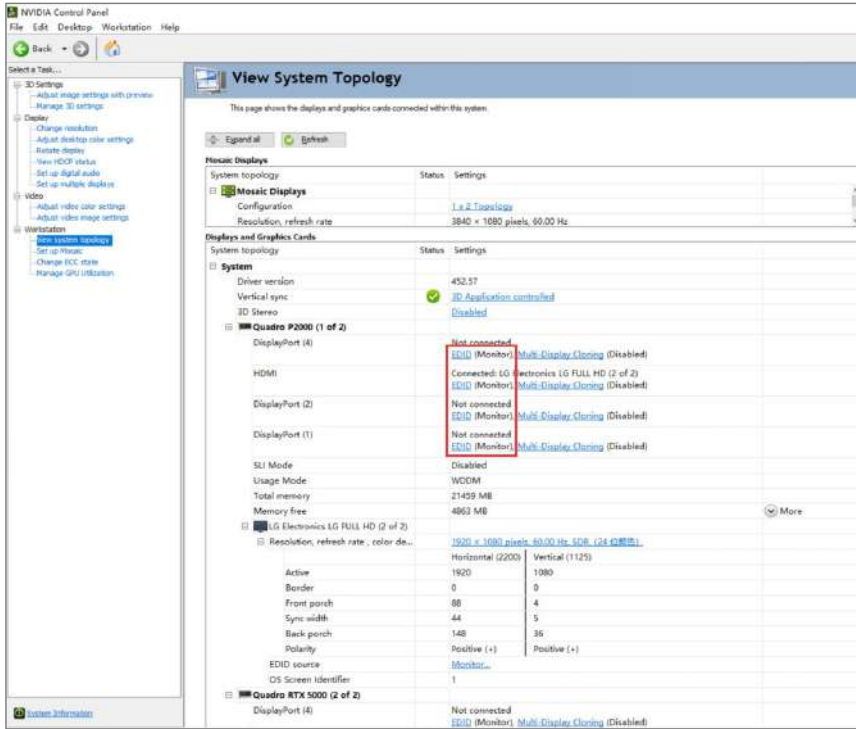 NVIDIA Control Panel
File Edit Desktop Workstation Help
Back
Select a Task...
3D Settings
Adjust image settings with preview
Manage 3D settings
Display
Change resolution
Adjust desktop color settings
Rotate display
View HDCP status
Set up digital audio
Set up multiple displays
Video
Adjust video color settings
Adjust video image settings
Workstation
View system topology
Set up Mosaic
Change ECC state
Manage GPU Utilization
System Information
View System Topology
This page shows the displays and graphics cards connected within this system.
Expand all Refresh
Mosaic Displays
System topology Status Settings
Mosaic Displays
Configuration 1 x 2 Topology
Resolution, refresh rate 3840 × 1080 pixels, 60.00 Hz
Displays and Graphics Cards
System topology Status Settings
System
Driver version 452.57
Vertical sync 3D Application controlled
3D Stereo Disabled
Quadro P2000 (1 of 2)
DisplayPort (4) Not connected
EDID (Monitor), Multi-Display Cloning (Disabled)
HDMI Connected: LG Electronics LG FULL HD (2 of 2)
EDID (Monitor), Multi-Display Cloning (Disabled)
DisplayPort (2) Not connected
EDID (Monitor), Multi-Display Cloning (Disabled)
DisplayPort (1) Not connected
EDID (Monitor), Multi-Display Cloning (Disabled)
SLI Mode Disabled
Usage Mode WDDM
Total memory 21459 MB
Memory free 4863 MB More
LG Electronics LG FULL HD (2 of 2)
Resolution, refresh rate , color de... 1920 × 1080 pixels, 60.00 Hz, SDR, (24 位颜色)
Horizontal (2200) Vertical (1125)
Active 1920 1080
Border 0 0
Front porch 88 4
Sync width 44 5
Back porch 148 36
Polarity Positive (+) Positive (+)
EDID source Monitor...
OS Screen Identifier 1
Quadro RTX 5000 (2 of 2)
DisplayPort (4) Not connected
EDID (Monitor), Multi-Display Cloning (Disabled)